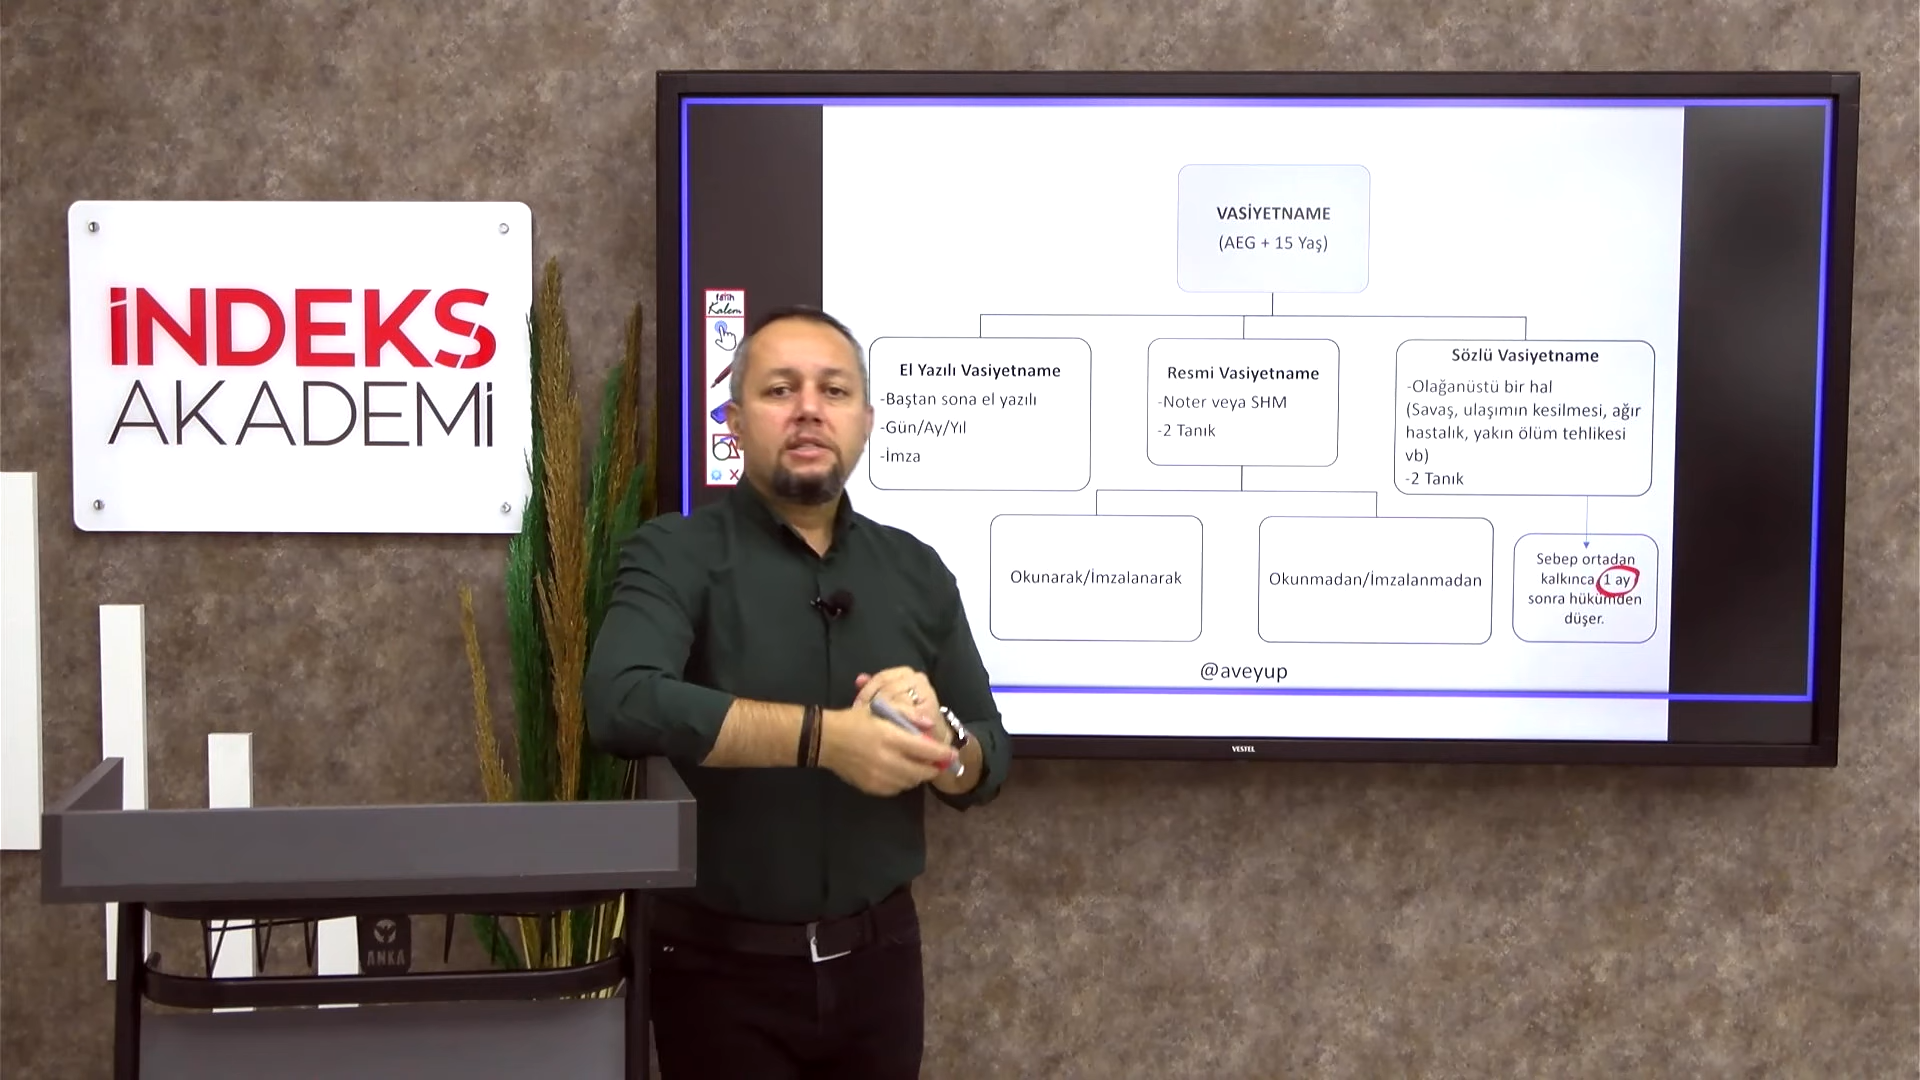 İNDEKS
AKADEMİ
fatih
Kalem
VASİYETNAME
(AEG + 15 Yaş)
El Yazılı Vasiyetname
-Baştan sona el yazılı
-Gün/Ay/Yıl
-İmza
Resmi Vasiyetname
-Noter veya SHM
-2 Tanık
Sözlü Vasiyetname
-Olağanüstü bir hal
(Savaş, ulaşımın kesilmesi, ağır
hastalık, yakın ölüm tehlikesi
vb)
-2 Tanık
Okunarak/İmzalanarak
Okunmadan/İmzalanmadan
Sebep ortadan
kalkınca 1 ay
sonra hükümden
düşer.
@aveyup
VESTEL
ANKA